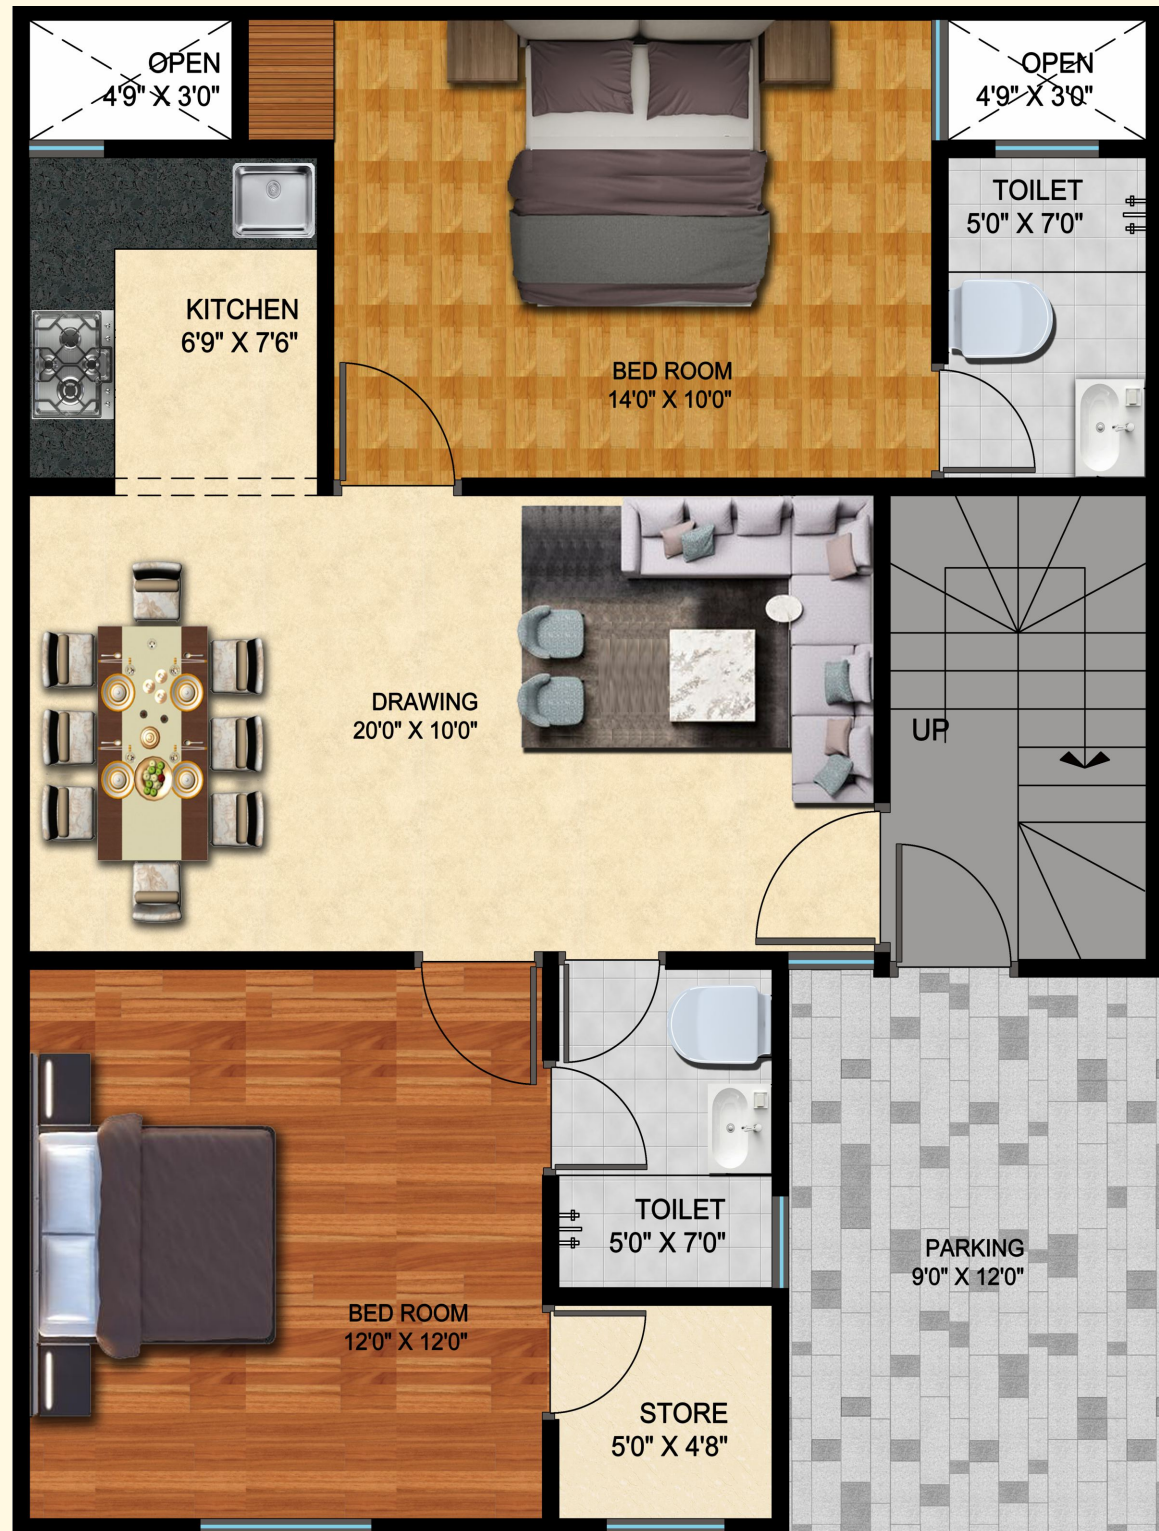 OPEN
4'9" X 3'0"
OPEN
4'9" X 3'0"
TOILET
5'0" X 7'0"
KITCHEN
6'9" X 7'6"
BED ROOM
14'0" X 10'0"
DRAWING
20'0" X 10'0"
UP
TOILET
5'0" X 7'0"
PARKING
9'0" X 12'0"
BED ROOM
12'0" X 12'0"
STORE
5'0" X 4'8"